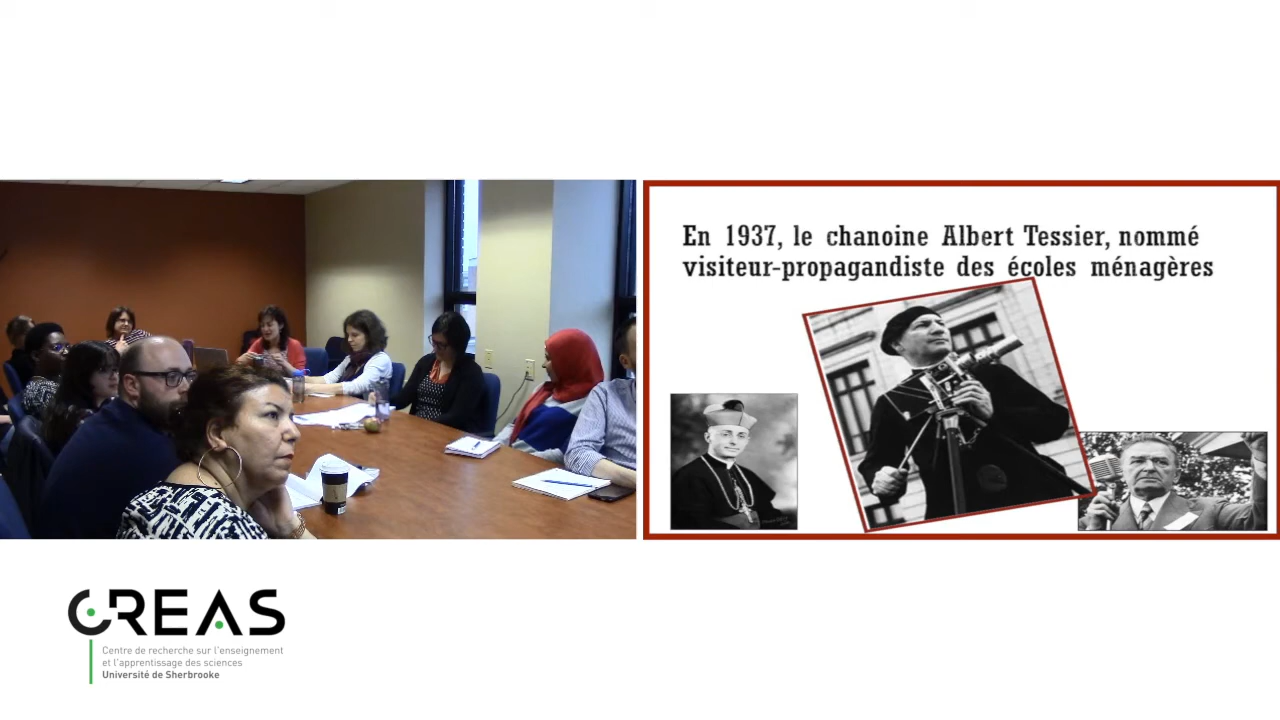 En 1937, le chanoine Albert Tessier, nommé
visiteur-propagandiste des écoles ménagères
CREAS
Centre de recherche sur l'enseignement
et l'apprentissage des sciences
Université de Sherbrooke